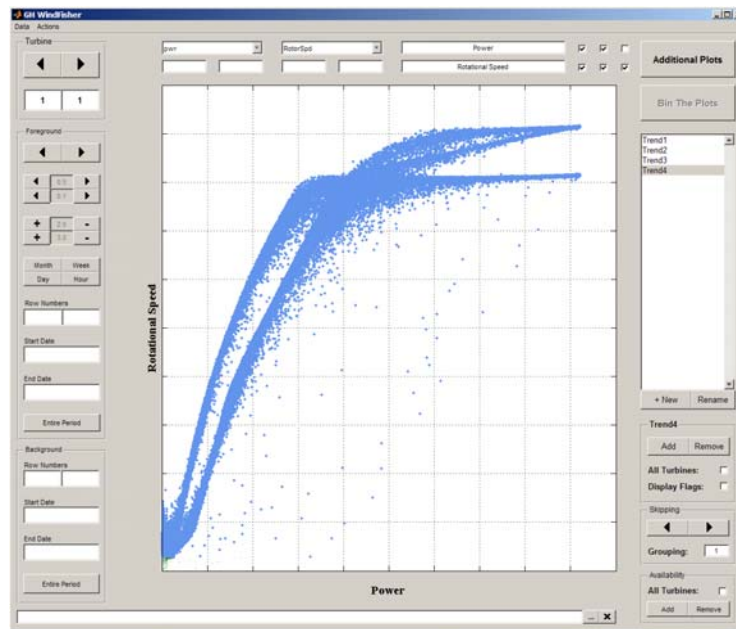 GH WindFisher
Data Actions
Turbine
1 1
pwr
RotorSpd
Power
Rotational Speed
Additional Plots
Bin The Plots
Foreground
Month Week
Day Hour
Row Numbers
Start Date
End Date
Entire Period
Background
Row Numbers
Start Date
End Date
Entire Period
Rotational Speed
Power
Trend1
Trend2
Trend3
Trend4
+ New Rename
Trend4
Add Remove
All Turbines:
Display Flags:
Skipping
Grouping: 1
Availability
All Turbines:
Add Remove
...